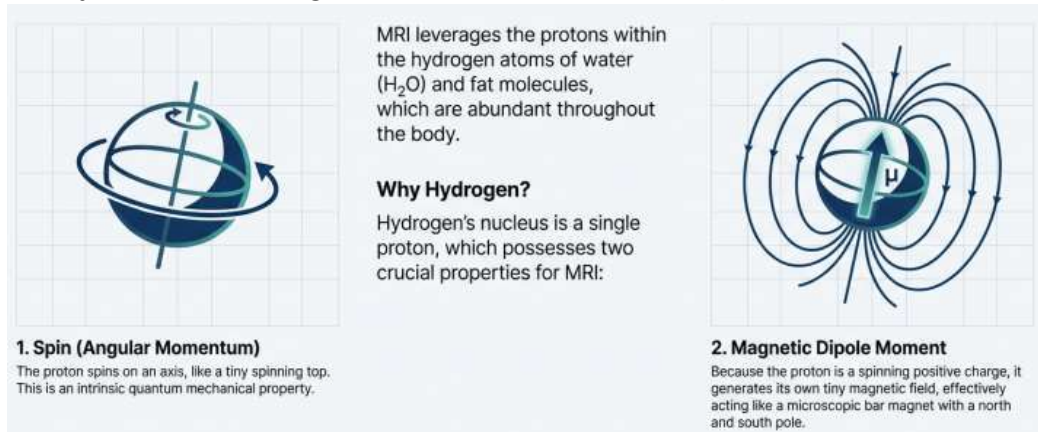 MRI leverages the protons within
the hydrogen atoms of water
(H₂O) and fat molecules,
which are abundant throughout
the body.
Why Hydrogen?
Hydrogen's nucleus is a single
proton, which possesses two
crucial properties for MRI:
1. Spin (Angular Momentum)
The proton spins on an axis, like a tiny spinning top.
This is an intrinsic quantum mechanical property.
μ
2. Magnetic Dipole Moment
Because the proton is a spinning positive charge, it
generates its own tiny magnetic field, effectively
acting like a microscopic bar magnet with a north
and south pole.